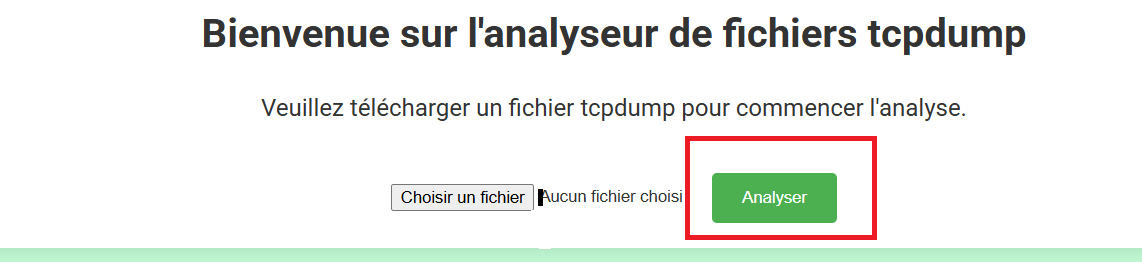 Bienvenue sur l'analyseur de fichiers tcpdump
Veuillez télécharger un fichier tcpdump pour commencer l'analyse.
Choisir un fichier Aucun fichier choisi Analyser